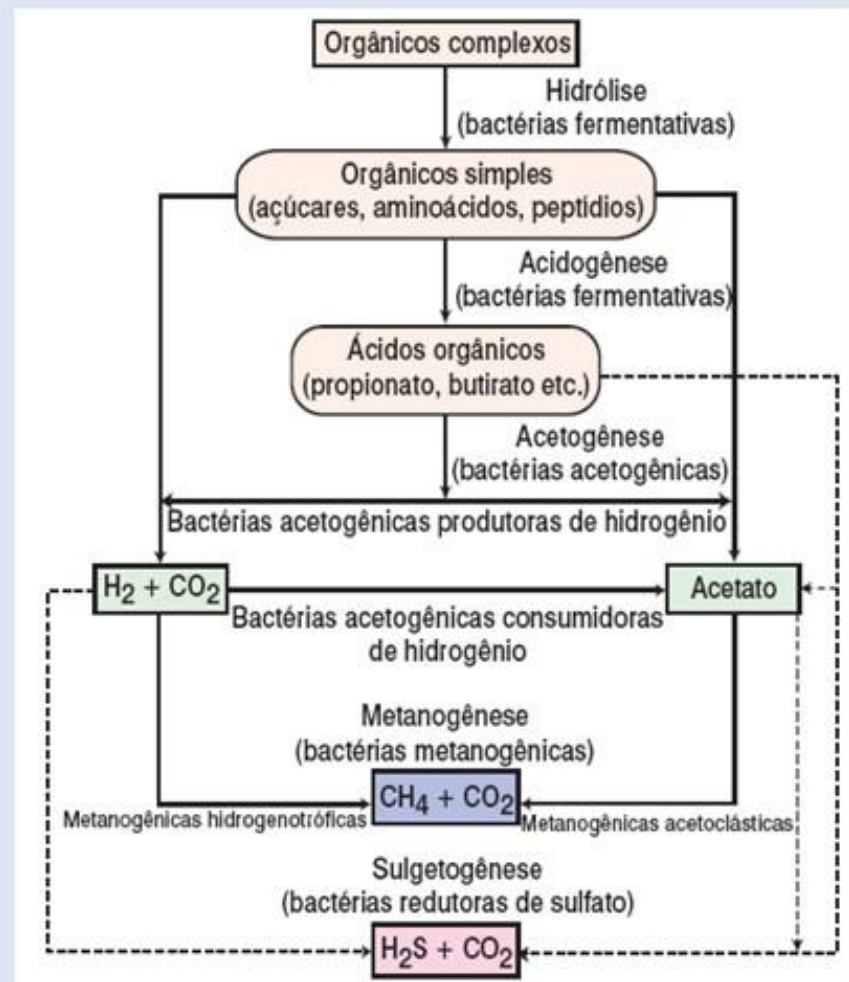 Orgânicos complexos
Hidrólise
(bactérias fermentativas)
Orgânicos simples
(açúcares, aminoácidos, peptídios)
Acidogênese
(bactérias fermentativas)
Ácidos orgânicos
(propionato, butirato etc.)
Acetogênese
(bactérias acetogênicas)
Bactérias acetogênicas produtoras de hidrogênio
H₂ + CO₂
Acetato
Bactérias acetogênicas consumidoras
de hidrogênio
Metanogênese
(bactérias metanogênicas)
CH₄ + CO₂
Metanogênicas hidrogenotróficas
Metanogênicas acetoclásticas
Sulgetogênese
(bactérias redutoras de sulfato)
H₂S + CO₂